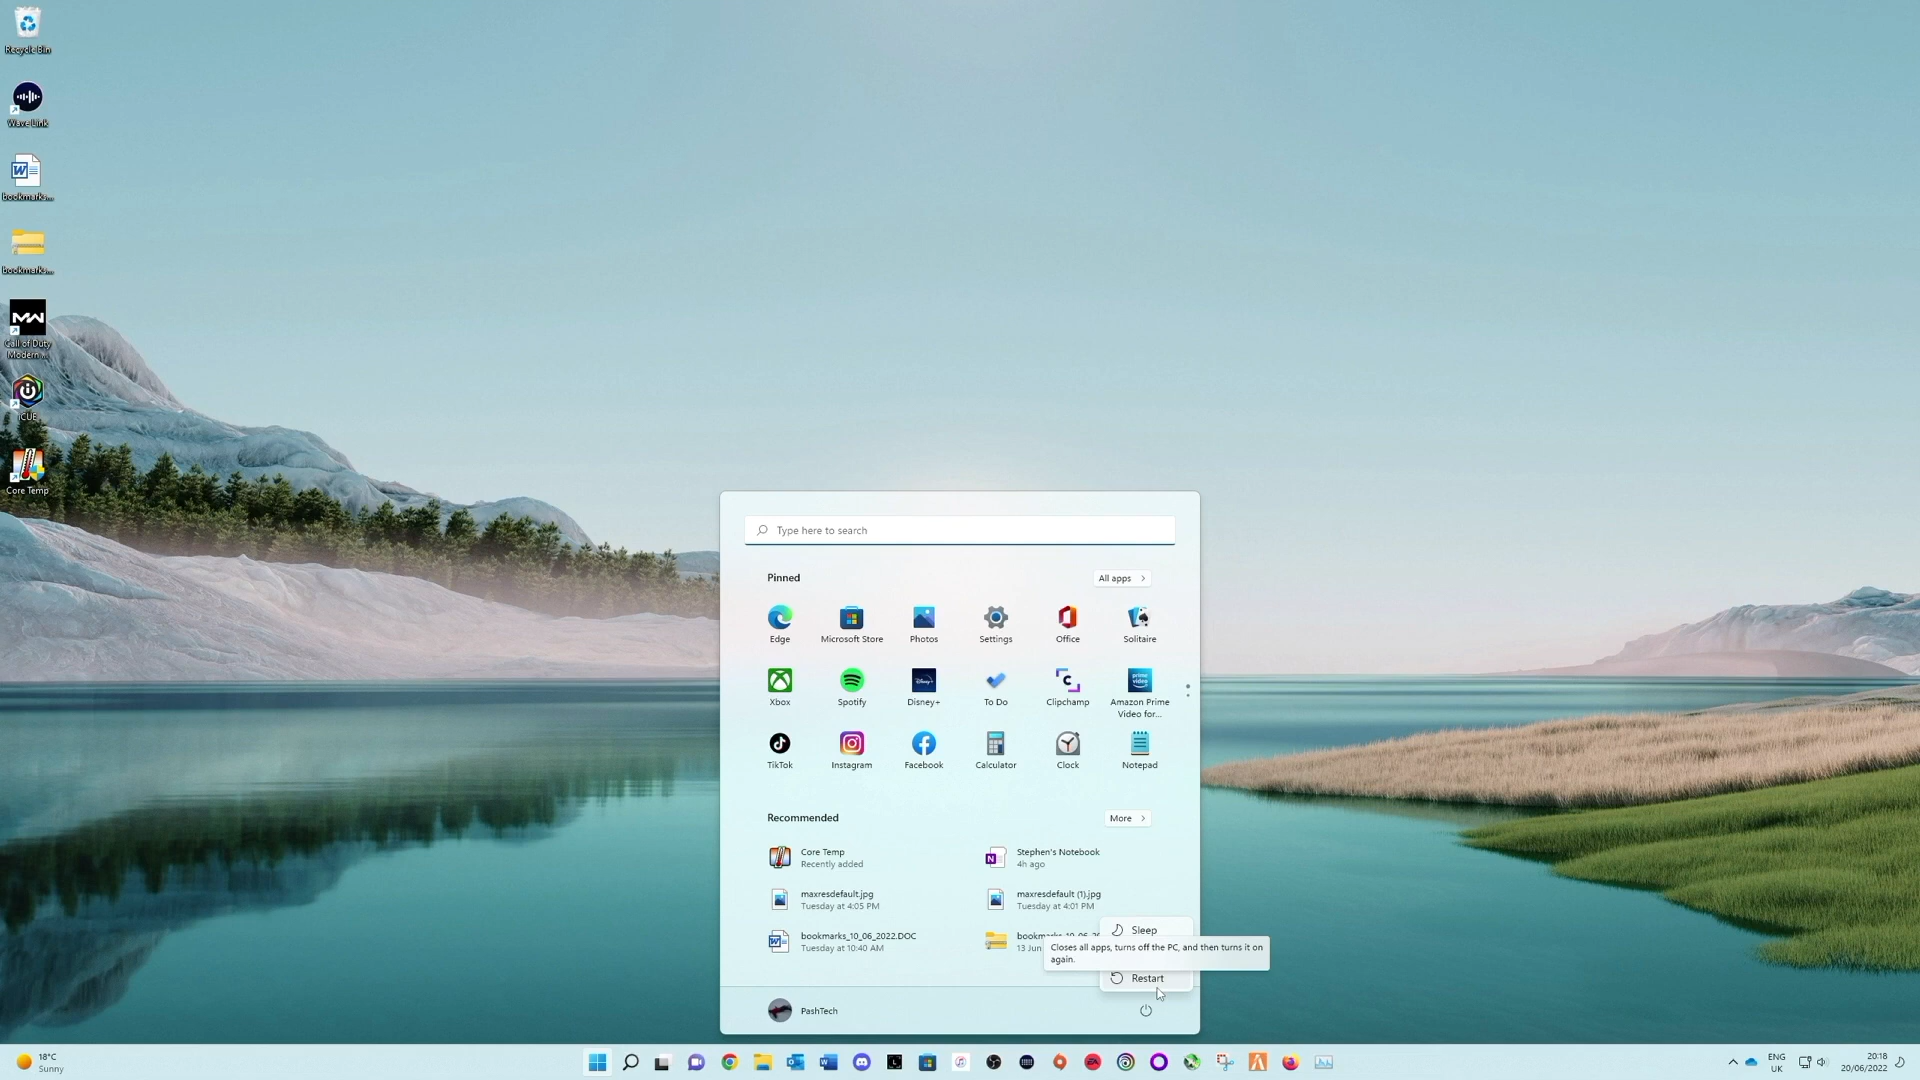 Recycle Bin
Wave Link
bookmarks...
bookmarks...
Call of Duty
Modern ...
iCUE
Core Temp
Type here to search
Pinned
All apps
Edge
Microsoft Store
Photos
Settings
Office
Solitaire
Xbox
Spotify
Disney+
To Do
Clipchamp
Amazon Prime
Video for...
TikTok
Instagram
Facebook
Calculator
Clock
Notepad
Recommended
More
Core Temp
Recently added
Stephen's Notebook
4h ago
maxresdefault.jpg
Tuesday at 4:05 PM
maxresdefault (1).jpg
Tuesday at 4:01 PM
bookmarks_10_06_2022.DOC
Tuesday at 10:40 AM
13 Jun
Sleep
Closes all apps, turns off the PC, and then turns it on
again.
Restart
PashTech
18°C
Sunny
ENG
UK
20:18
20/06/2022